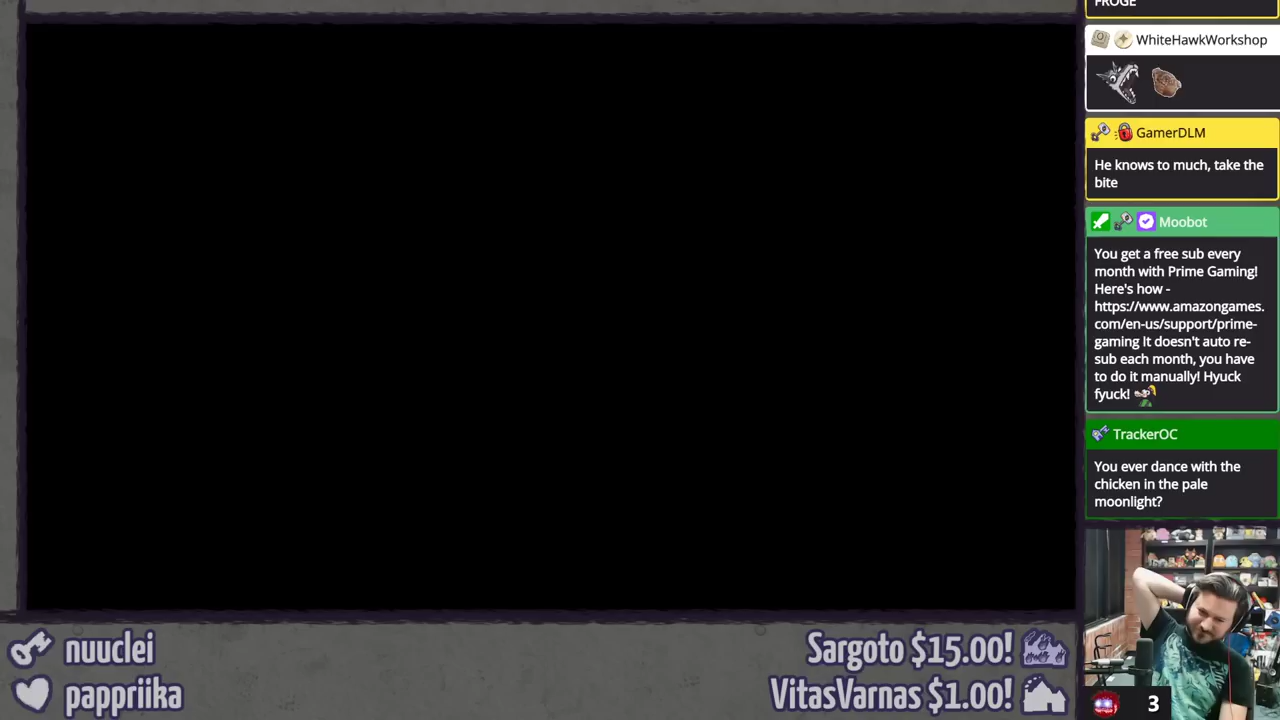 FROGE
WhiteHawkWorkshop
GamerDLM
He knows to much, take the
bite
Moobot
You get a free sub every
month with Prime Gaming!
Here's how -
https://www.amazongames.
com/en-us/support/prime-
gaming It doesn't auto re-
sub each month, you have
to do it manually! Hyuck
fyuck!
TrackerOC
You ever dance with the
chicken in the pale
moonlight?
3
nuuclei
pappriika
Sargoto $15.00!
VitasVarnas $1.00!